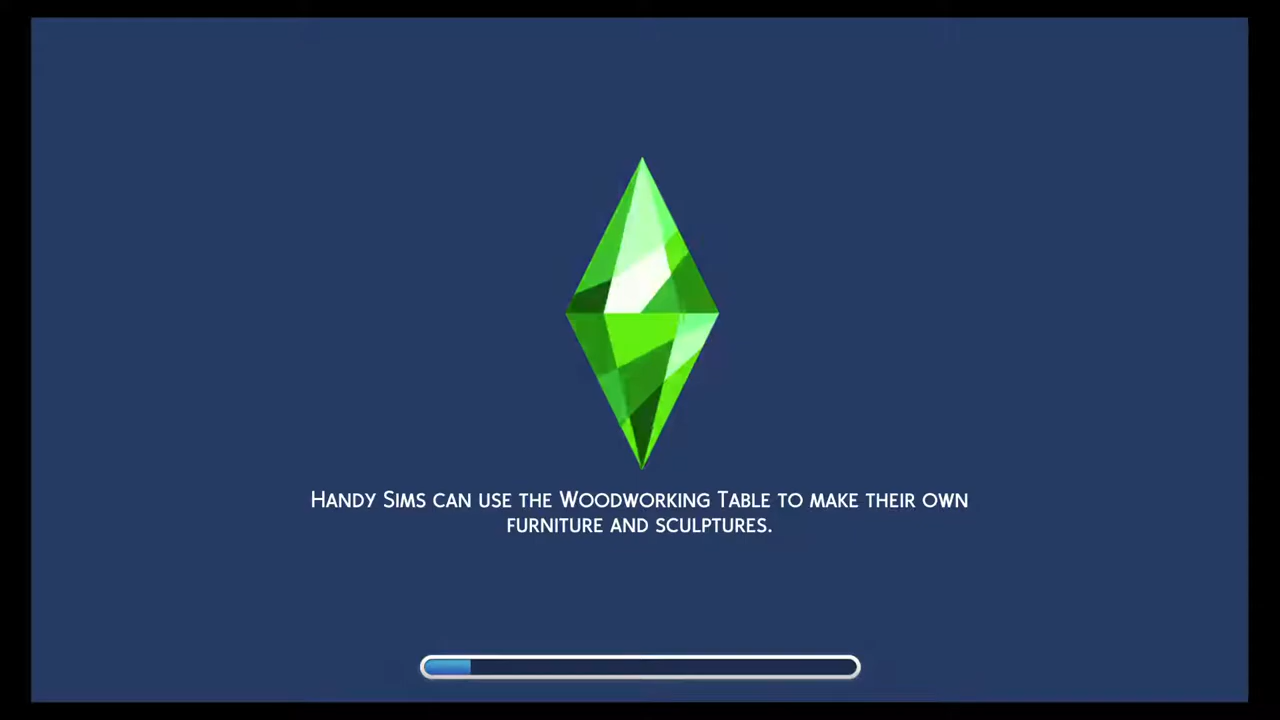 Handy Sims can use the Woodworking Table to make their own
furniture and sculptures.